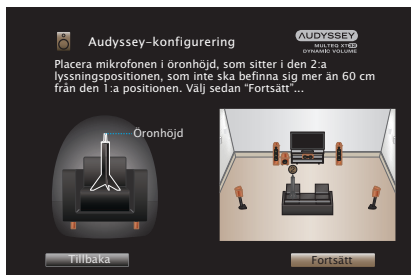 Audyssey-konfigurering
AUDYSSEY
MULTEQ XT32
DYNAMIC VOLUME
Placera mikrofonen i öronhöjd, som sitter i den 2:a
lyssningspositionen, som inte ska befinna sig mer än 60 cm
från den 1:a positionen. Välj sedan “Fortsätt”...
Öronhöjd
Tillbaka
Fortsätt